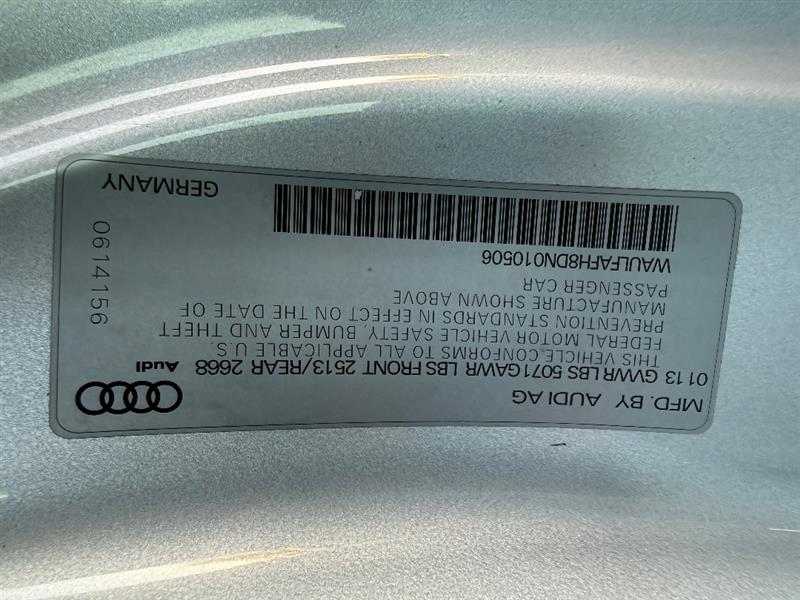 MFD. BY AUDI AG
01 13 GVWR LBS 5071 GAWR LBS FRONT 2513/REAR 2668
THIS VEHICLE CONFORMS TO ALL APPLICABLE U.S.
FEDERAL MOTOR VEHICLE SAFETY, BUMPER AND THEFT
PREVENTION STANDARDS IN EFFECT ON THE DATE OF
MANUFACTURE SHOWN ABOVE
PASSENGER CAR
WAULFAFH8DN010506
Audi
0614156
GERMANY